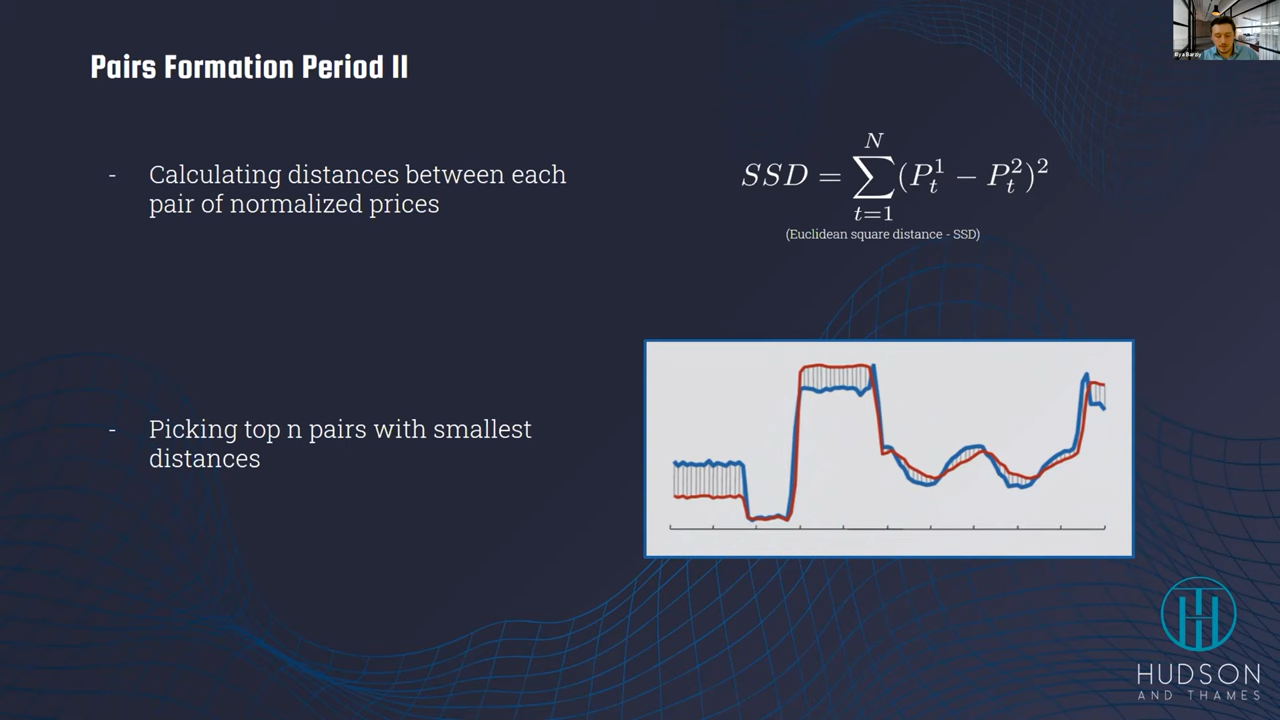 Pairs Formation Period II
- Calculating distances between each
pair of normalized prices
SSD = \sum_{t=1}^{N} (P_t^1 - P_t^2)^2
(Euclidean square distance - SSD)
- Picking top n pairs with smallest
distances
HUDSON
AND THAMES